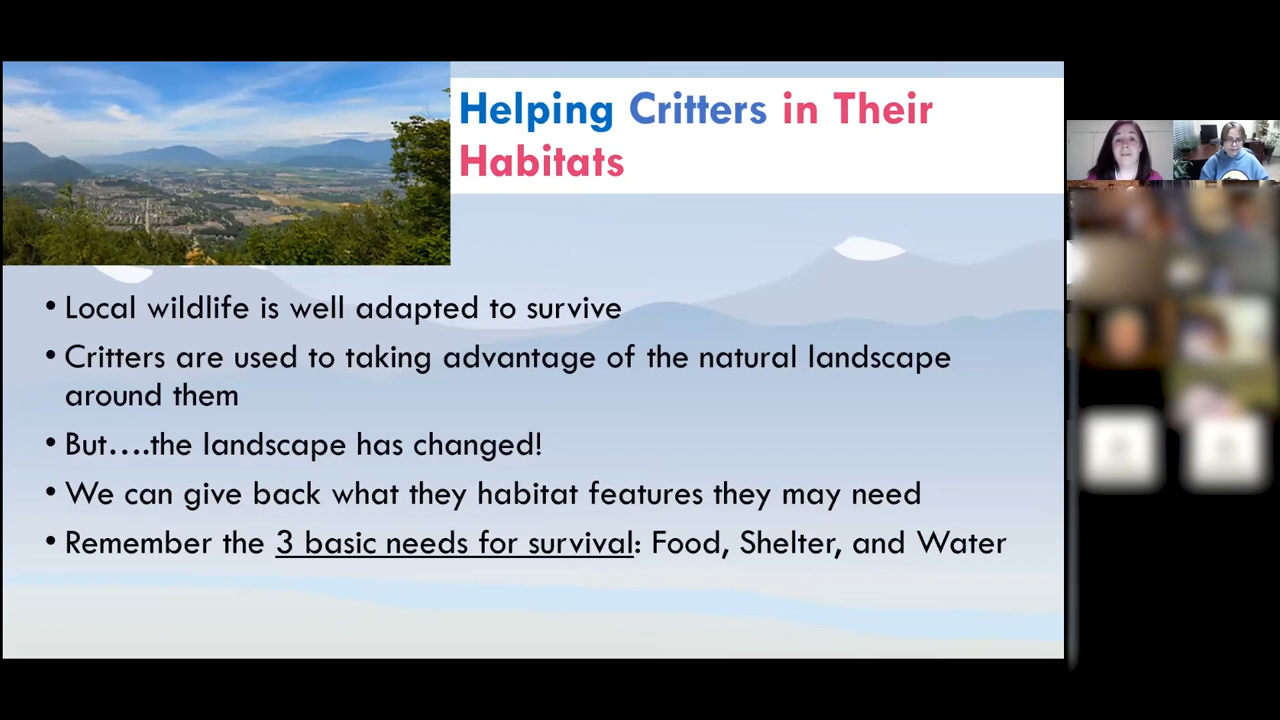 Helping Critters in Their
Habitats
• Local wildlife is well adapted to survive
• Critters are used to taking advantage of the natural landscape
around them
• But….the landscape has changed!
• We can give back what they habitat features they may need
• Remember the 3 basic needs for survival: Food, Shelter, and Water